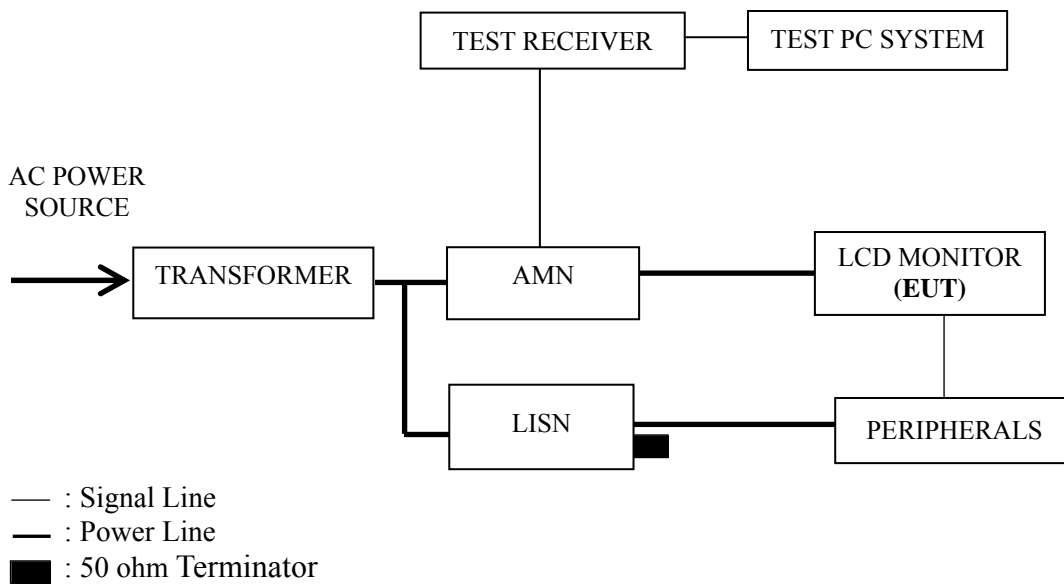 TEST RECEIVER
TEST PC SYSTEM
AC POWER
SOURCE
TRANSFORMER
AMN
LCD MONITOR
(EUT)
LISN
PERIPHERALS
: Signal Line
: Power Line
: 50 ohm Terminator